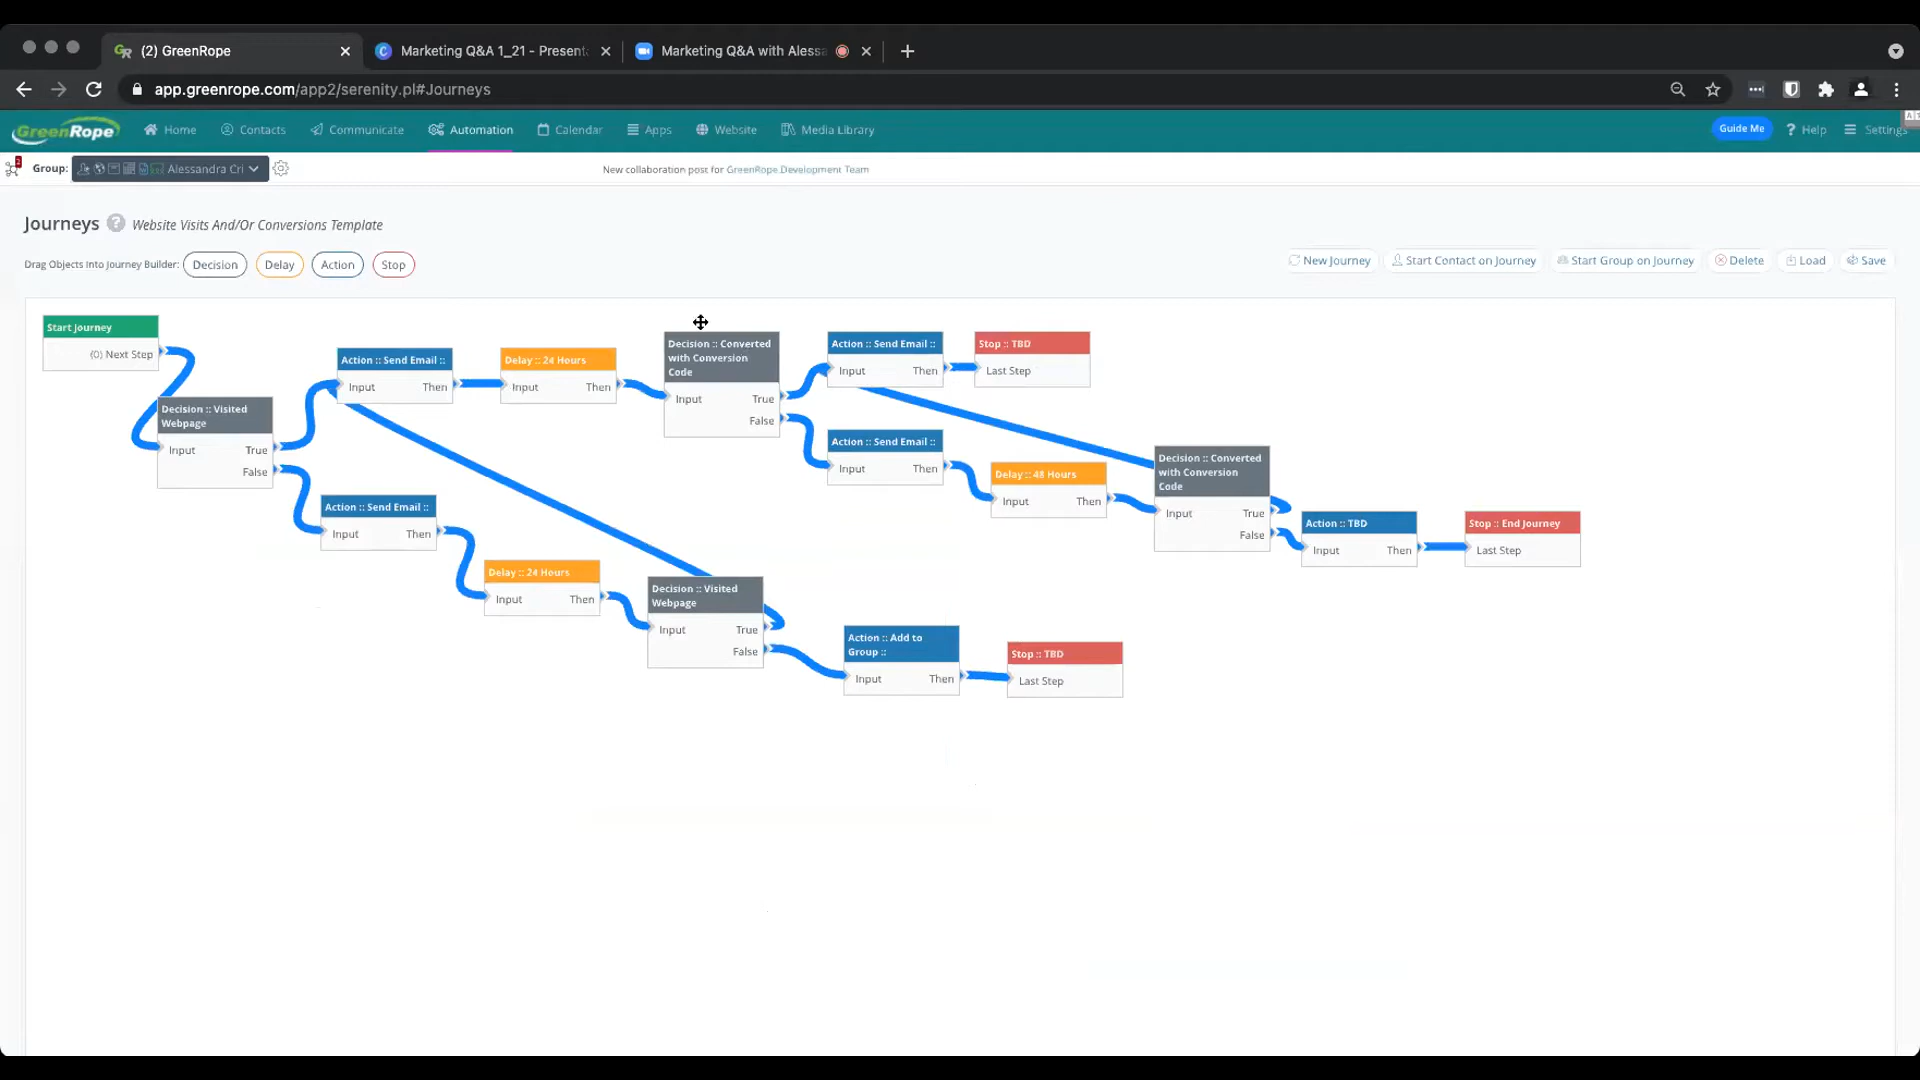 (2) GreenRope
Marketing Q&A 1_21 - Present
Marketing Q&A with Alessa
app.greenrope.com/app2/serenity.pl#Journeys
GreenRope
Home
Contacts
Communicate
Automation
Calendar
Apps
Website
Media Library
Guide Me
? Help
Settings
2
Group:
Alessandra Cri
New collaboration post for GreenRope Development Team
Journeys
?
Website Visits And/Or Conversions Template
Drag Objects Into Journey Builder:
Decision
Delay
Action
Stop
New Journey
Start Contact on Journey
Start Group on Journey
Delete
Load
Save
Start Journey
(0) Next Step
Decision :: Visited
Webpage
Input True
False
Action :: Send Email ::
Input Then
Delay :: 24 Hours
Input Then
Decision :: Converted
with Conversion
Code
Input True
False
Action :: Send Email ::
Input Then
Stop :: TBD
Last Step
Action :: Send Email ::
Input Then
Delay :: 48 Hours
Input Then
Decision :: Converted
with Conversion
Code
Input True
False
Action :: TBD
Input Then
Stop :: End Journey
Last Step
Action :: Send Email ::
Input Then
Delay :: 24 Hours
Input Then
Decision :: Visited
Webpage
Input True
False
Action :: Add to
Group ::
Input Then
Stop :: TBD
Last Step